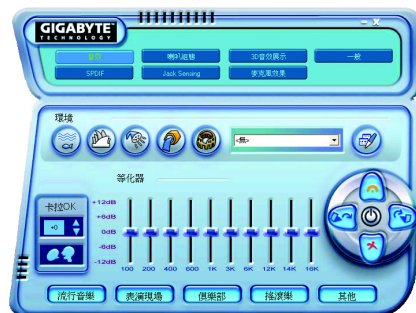 GIGABYTE
TECHNOLOGY
音效 喇叭組態 3D音效展示 一般
SPDIF Jack Sensing 麥克風效果
環境
<無>
等化器
卡拉OK
+0
+12dB
+6dB
0dB
-6dB
-12dB
100 200 400 600 1K 3K 6K 12K 14K 16K
流行音樂 表演現場 俱樂部 搖滾樂 其他